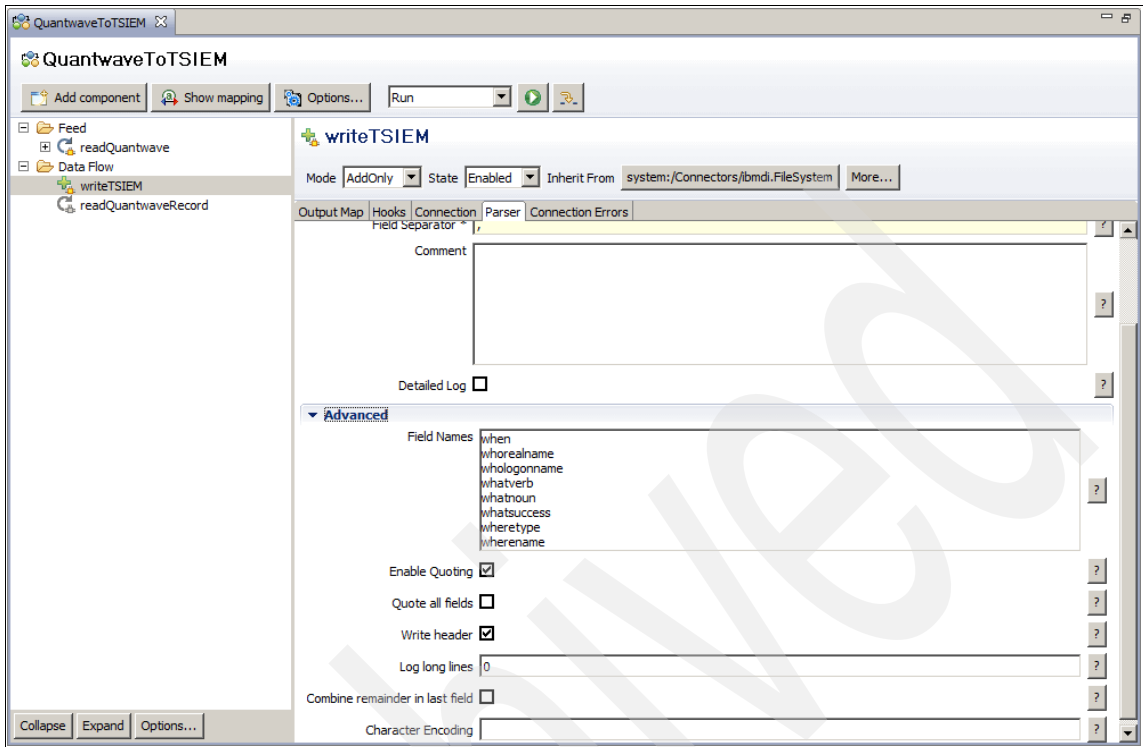 QuantwaveToTSIEM
QuantwaveToTSIEM
Add component Show mapping Options... Run
Feed
readQuantwave
Data Flow
writeTSIEM
readQuantwaveRecord
writeTSIEM
Mode AddOnly State Enabled Inherit From system:/Connectors/ibmdi.FileSystem More...
Output Map Hooks Connection Parser Connection Errors
Field Separator * , ?
Comment ?
Detailed Log ?
Advanced
Field Names when
whorealname
whologonname
whatverb
whatnoun
whatsuccess
wheretype
wherename
?
Enable Quoting ?
Quote all fields ?
Write header ?
Log long lines 0 ?
Combine remainder in last field ?
Character Encoding ?
Collapse Expand Options...